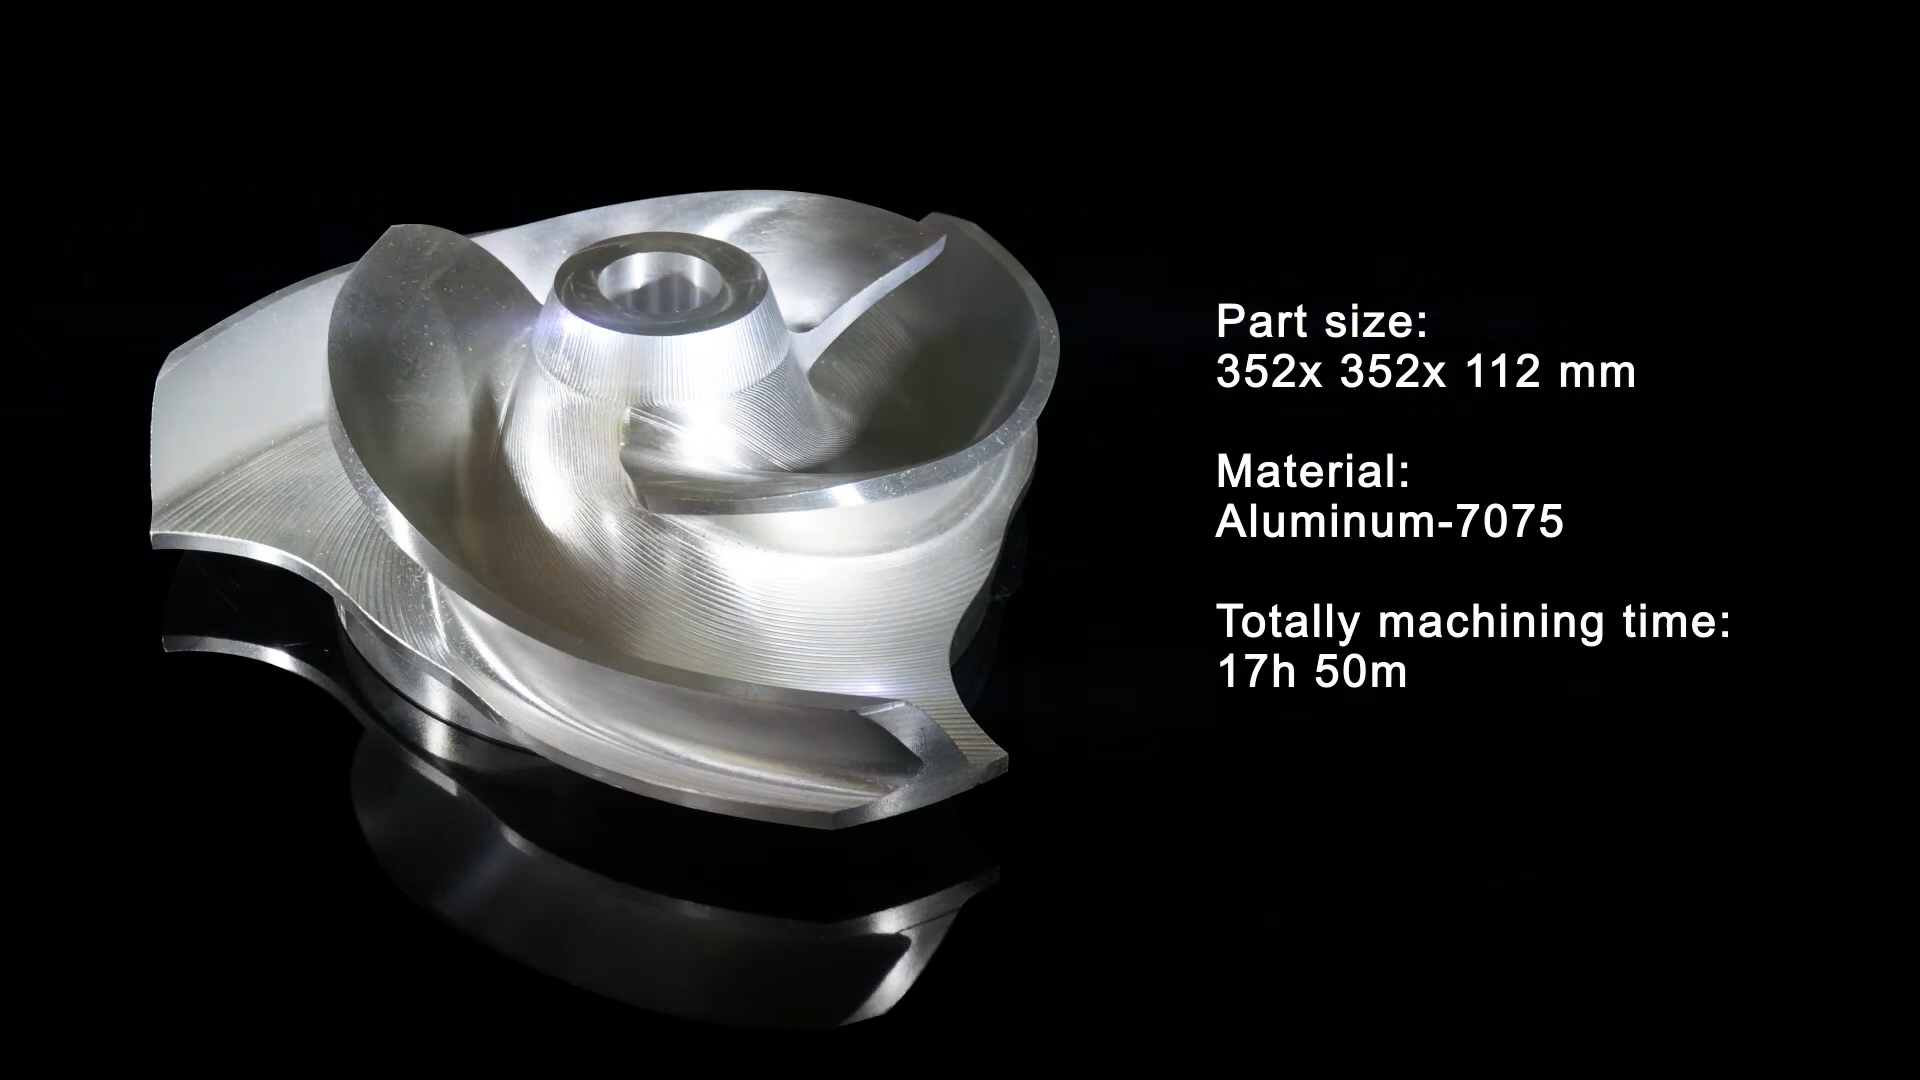 Part size:
352x 352x 112 mm
Material:
Aluminum-7075
Totally machining time:
17h 50m